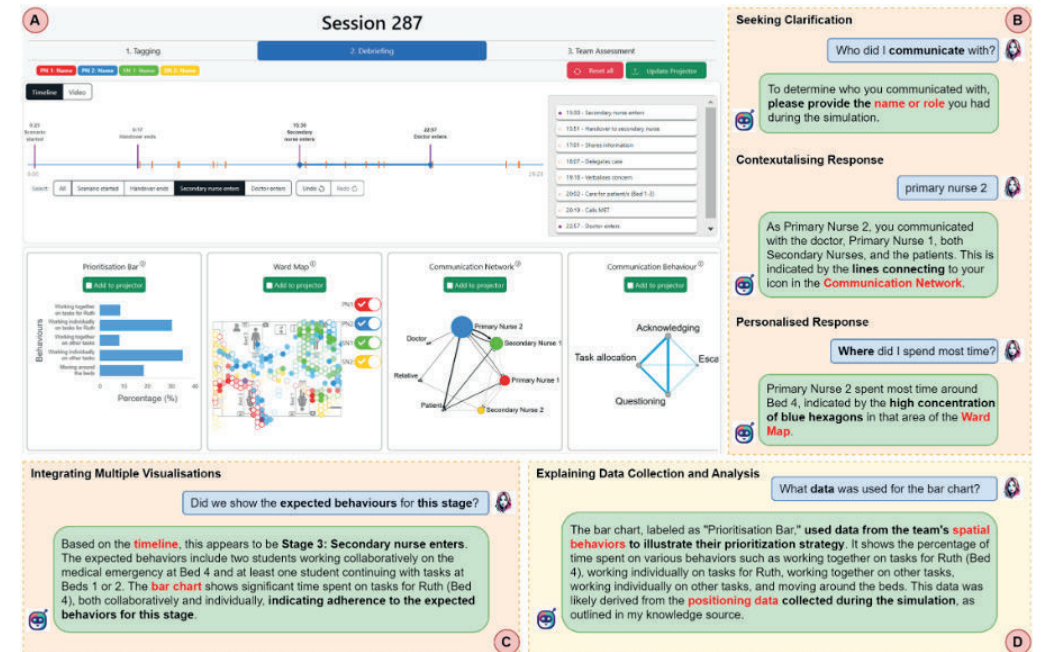 A
Session 287
1. Tagging
2. Debriefing
3. Team Assessment
PN 1: Name
PN 2: Name
SN 1: Name
SN 2: Name
Reset all
Update Projector
Timeline
Video
Scenario
started
Handover ends
Secondary
nurse enters
22:57
Doctor enters
Select:
All
Scenario started
Handover ends
Secondary nurse enters
Doctor enters
Undo
Redo
Secondary nurse enters
Handover to secondary nurse
Shares information
Delegates care
Verbalises concern
Care for patient/s (Bed 1-3)
Calls MET
22:57 - Doctor enters
Prioritisation Bar
Add to projector
Behaviours
Working together
on tasks for Ruth
Working individually
on tasks for Ruth
Working together
on other tasks
Working individually
on other tasks
Moving around
the beds
0 10 20 30 40
Percentage (%)
Ward Map
Add to projector
PN1
PN2
SN1
SN2
Communication Network
Add to projector
Primary Nurse 2
Doctor
Secondary Nurse 1
Relative
Primary Nurse 1
Patient
Secondary Nurse 2
Communication Behaviour
Add to projector
Acknowledging
Task allocation
Esca
Questioning
B
Seeking Clarification
Who did I communicate with?
To determine who you communicated with,
please provide the name or role you had
during the simulation.
Contexutalising Response
primary nurse 2
As Primary Nurse 2, you communicated
with the doctor, Primary Nurse 1, both
Secondary Nurses, and the patients. This is
indicated by the lines connecting to your
icon in the Communication Network.
Personalised Response
Where did I spend most time?
Primary Nurse 2 spent most time around
Bed 4, indicated by the high concentration
of blue hexagons in that area of the Ward
Map.
Integrating Multiple Visualisations
Did we show the expected behaviours for this stage?
Based on the timeline, this appears to be Stage 3: Secondary nurse enters.
The expected behaviors include two students working collaboratively on the
medical emergency at Bed 4 and at least one student continuing with tasks at
Beds 1 or 2. The bar chart shows significant time spent on tasks for Ruth (Bed
4), both collaboratively and individually, indicating adherence to the expected
behaviors for this stage.
C
Explaining Data Collection and Analysis
What data was used for the bar chart?
The bar chart, labeled as "Prioritisation Bar," used data from the team's spatial
behaviors to illustrate their prioritization strategy. It shows the percentage of
time spent on various behaviors such as working together on tasks for Ruth (Bed
4), working individually on tasks for Ruth, working together on other tasks,
working individually on other tasks, and moving around the beds. This data was
likely derived from the positioning data collected during the simulation, as
outlined in my knowledge source.
D